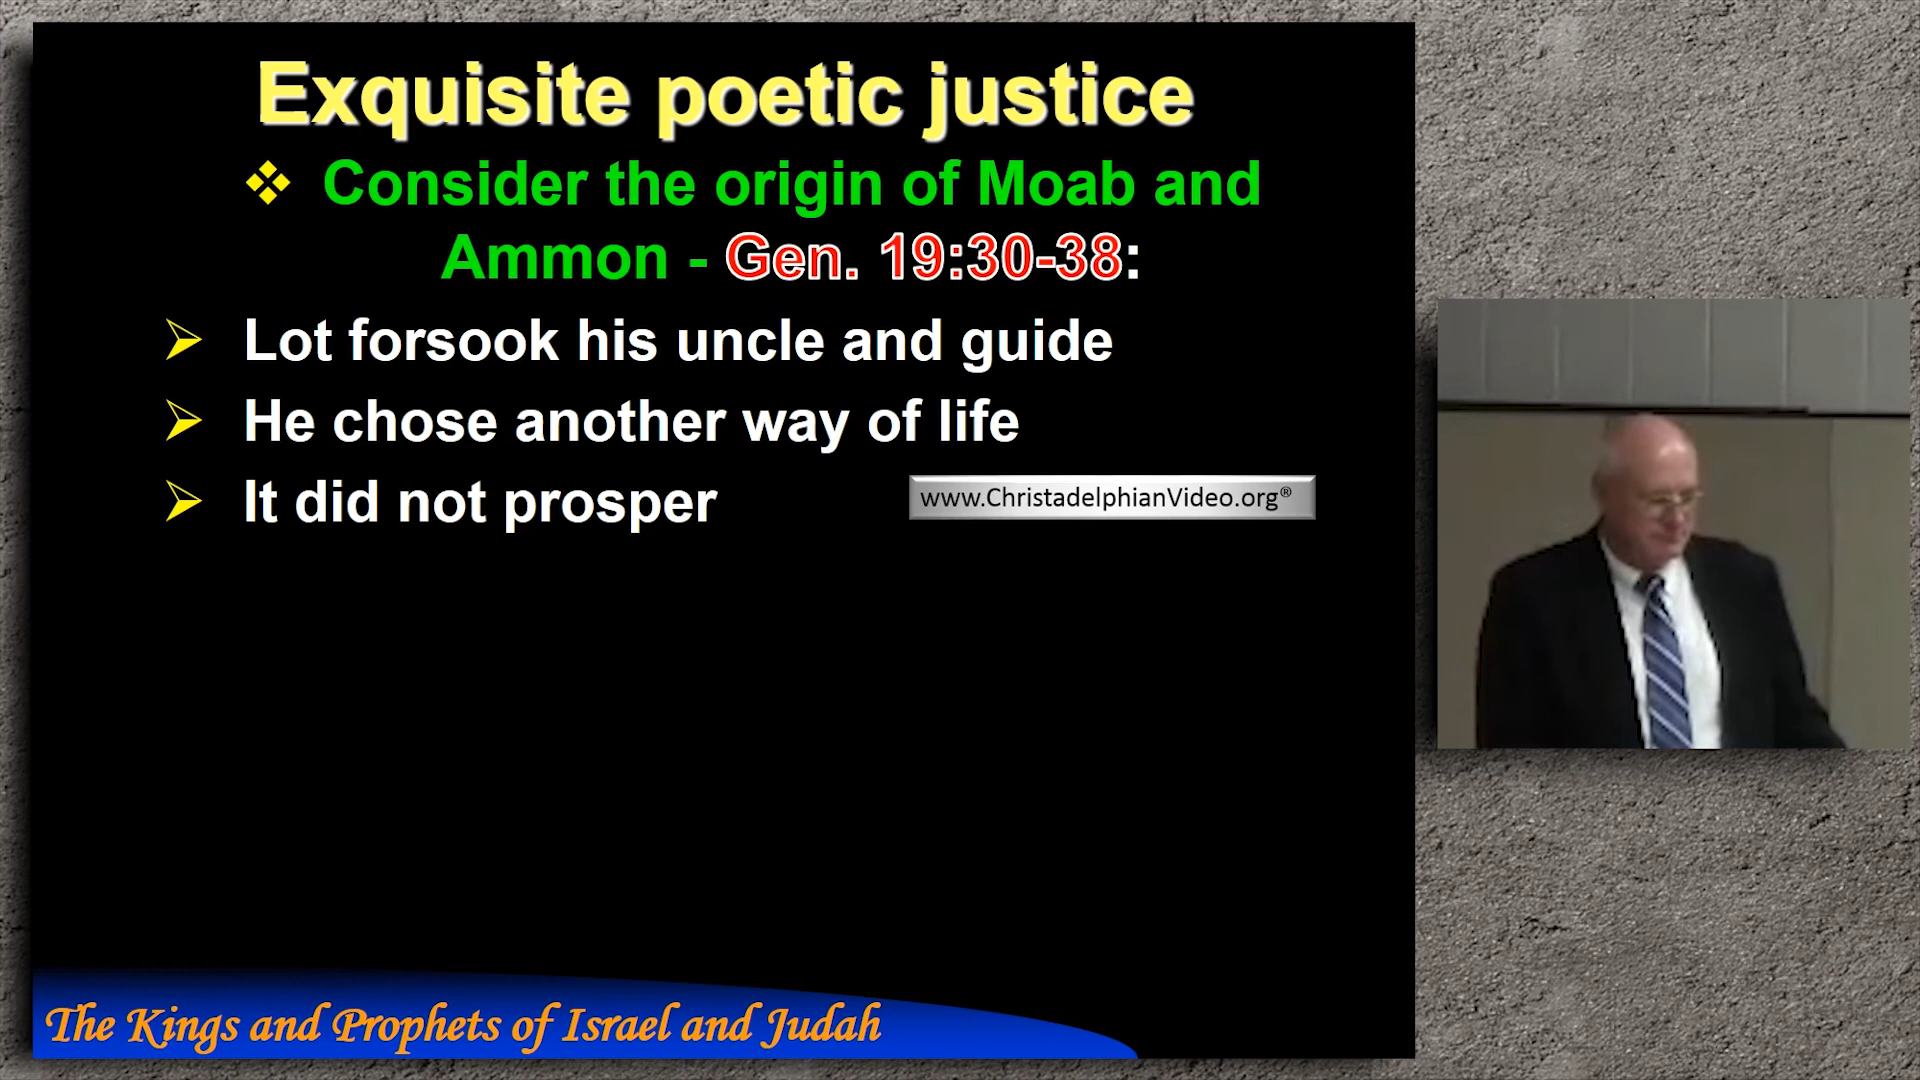 Exquisite poetic justice
Consider the origin of Moab and
Ammon - Gen. 19:30-38:
Lot forsook his uncle and guide
He chose another way of life
It did not prosper
www.ChristadelphianVideo.org®
The Kings and Prophets of Israel and Judah